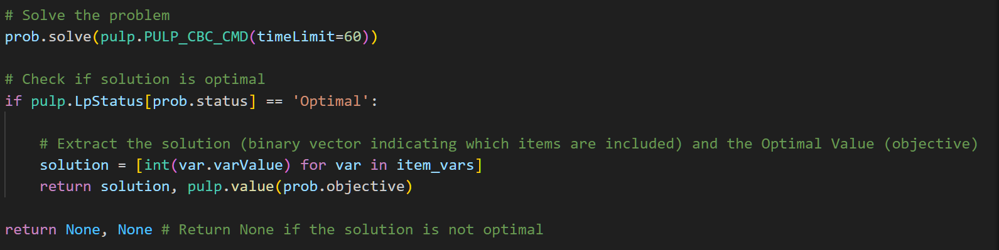 # Solve the problem
prob.solve(pulp.PULP_CBC_CMD(timeLimit=60))
# Check if solution is optimal
if pulp.LpStatus[prob.status] == 'Optimal':
# Extract the solution (binary vector indicating which items are included) and the Optimal Value (objective)
solution = [int(var.varValue) for var in item_vars]
return solution, pulp.value(prob.objective)
return None, None # Return None if the solution is not optimal